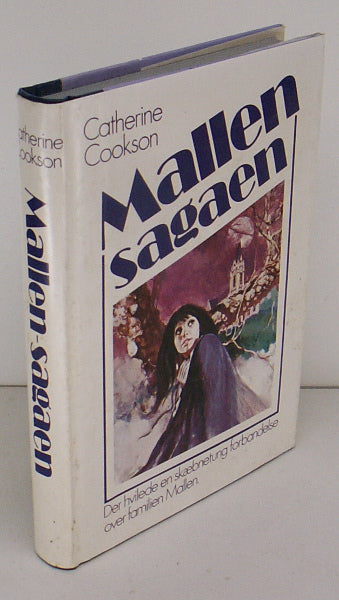 Catherine
Cookson
Mallen
sagaen
Der hvilede en skæbnetung forbandelse
over familien Mallen.
Catherine
Cookson
Mallen-sagaen